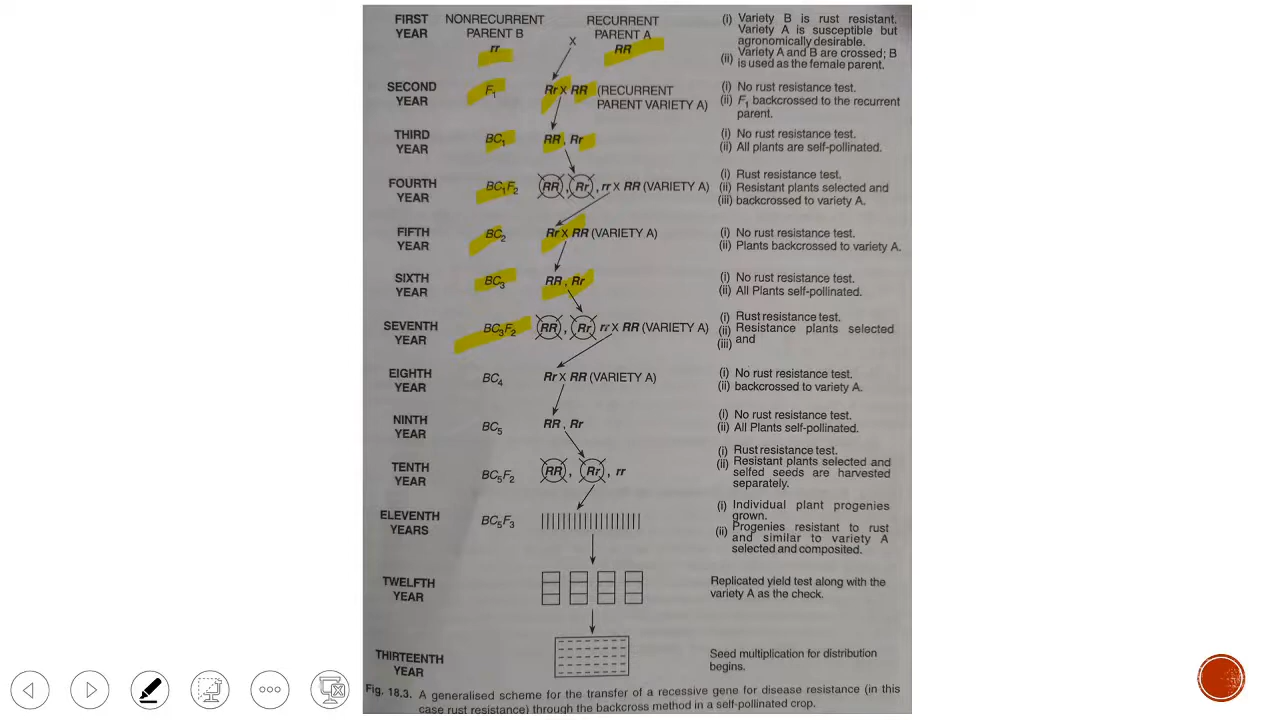 FIRST YEAR
NONRECURRENT PARENT B
rr
X
RECURRENT PARENT A
RR
(i) Variety B is rust resistant. Variety A is susceptible but agronomically desirable.
(ii) Variety A and B are crossed; B is used as the female parent.
SECOND YEAR
F1
Rr X RR (RECURRENT PARENT VARIETY A)
(i) No rust resistance test.
(ii) F1 backcrossed to the recurrent parent.
THIRD YEAR
BC1
RR, Rr
(i) No rust resistance test.
(ii) All plants are self-pollinated.
FOURTH YEAR
BC1F2
RR, Rr, rr X RR (VARIETY A)
(i) Rust resistance test.
(ii) Resistant plants selected and
(iii) backcrossed to variety A.
FIFTH YEAR
BC2
Rr X RR (VARIETY A)
(i) No rust resistance test.
(ii) Plants backcrossed to variety A.
SIXTH YEAR
BC3
RR, Rr
(i) No rust resistance test.
(ii) All Plants self-pollinated.
SEVENTH YEAR
BC3F2
RR, Rr rr X RR (VARIETY A)
(i) Rust resistance test.
(ii) Resistance plants selected
(iii) and
EIGHTH YEAR
BC4
Rr X RR (VARIETY A)
(i) No rust resistance test.
(ii) backcrossed to variety A.
NINTH YEAR
BC5
RR, Rr
(i) No rust resistance test.
(ii) All Plants self-pollinated.
TENTH YEAR
BC5F2
RR, Rr, rr
(i) Rust resistance test.
(ii) Resistant plants selected and selfed seeds are harvested separately.
ELEVENTH YEARS
BC5F3
(i) Individual plant progenies grown.
(ii) Progenies resistant to rust and similar to variety A selected and composited.
TWELFTH YEAR
Replicated yield test along with the variety A as the check.
THIRTEENTH YEAR
Seed multiplication for distribution begins.
Fig. 18.3. A generalised scheme for the transfer of a recessive gene for disease resistance (in this case rust resistance) through the backcross method in a self-pollinated crop.